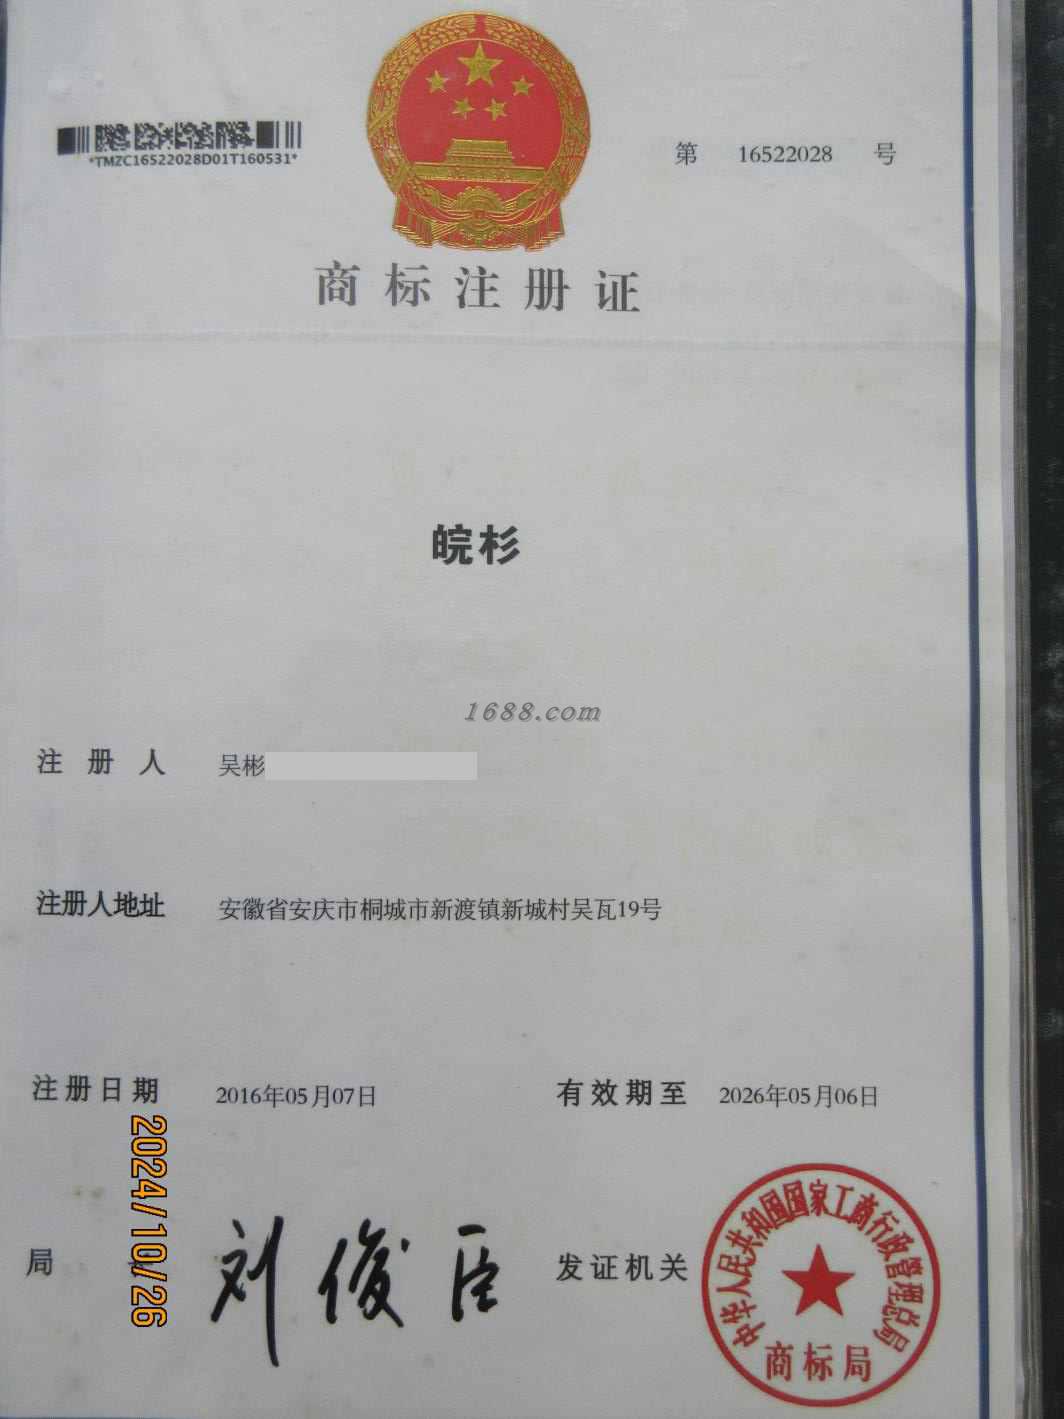 *TMZC16522028D01T160531*
第 16522028 号
商标注册证
皖杉
1688.com
注册人 吴彬
注册人地址 安徽省安庆市桐城市新渡镇新城村吴瓦19号
注册日期 2016年05月07日 有效期至 2026年05月06日
2024/10/26
局长 刘俊臣 发证机关
中华人民共和国国家工商行政管理总局
商标局